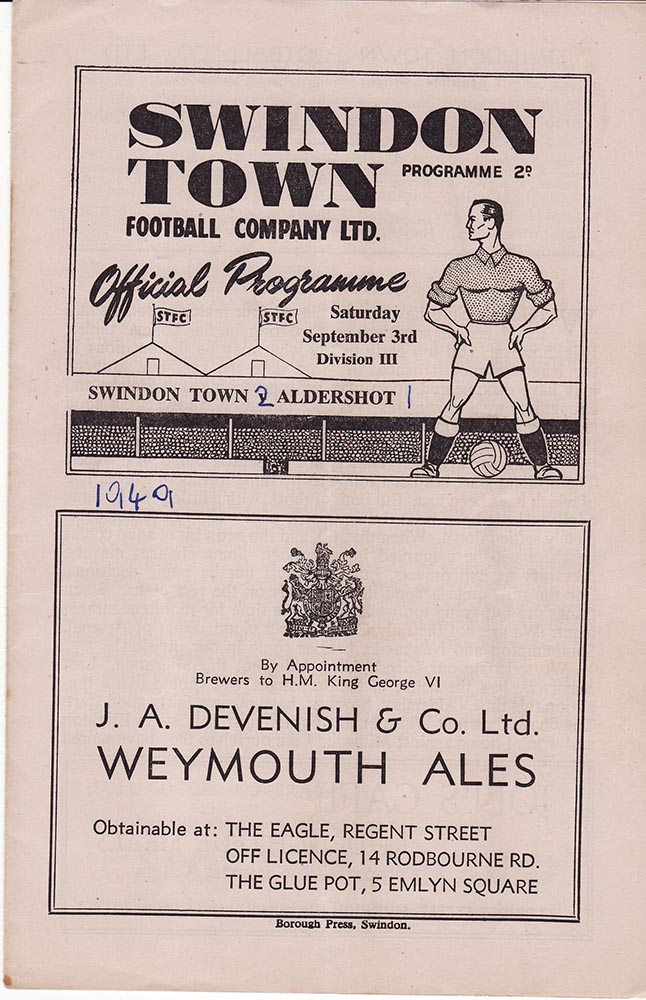 SWINDON
TOWN
PROGRAMME 2D
FOOTBALL COMPANY LTD.
Official Programme
STFC STFC
Saturday
September 3rd
Division III
SWINDON TOWN 2 v ALDERSHOT 1
1949
By Appointment
Brewers to H.M. King George VI
J. A. DEVENISH & Co. Ltd.
WEYMOUTH ALES
Obtainable at: THE EAGLE, REGENT STREET
OFF LICENCE, 14 RODBOURNE RD.
THE GLUE POT, 5 EMLYN SQUARE
Borough Press, Swindon.